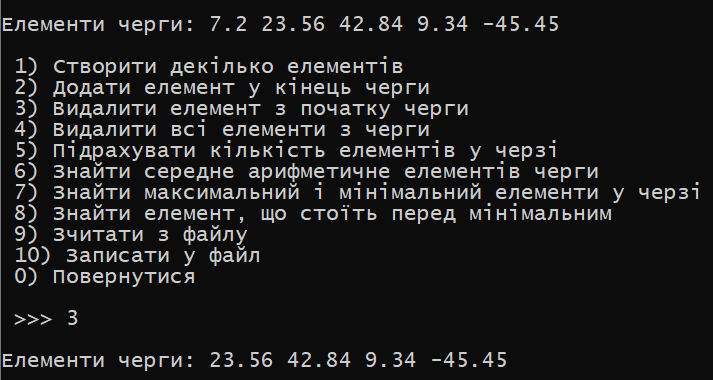 Елементи черги: 7.2 23.56 42.84 9.34 -45.45
1) Створити декілько елементів
2) Додати елемент у кінець черги
3) Видалити елемент з початку черги
4) Видалити всі елементи з черги
5) Підрахувати кількість елементів у черзі
6) Знайти середне арифметичне елементів черги
7) Знайти максимальний і мінімальний елементи у черзі
8) Знайти елемент, що стоїть перед мінімальним
9) Зчитати з файлу
10) Записати у файл
0) Повернутися
>>> 3
Елементи черги: 23.56 42.84 9.34 -45.45